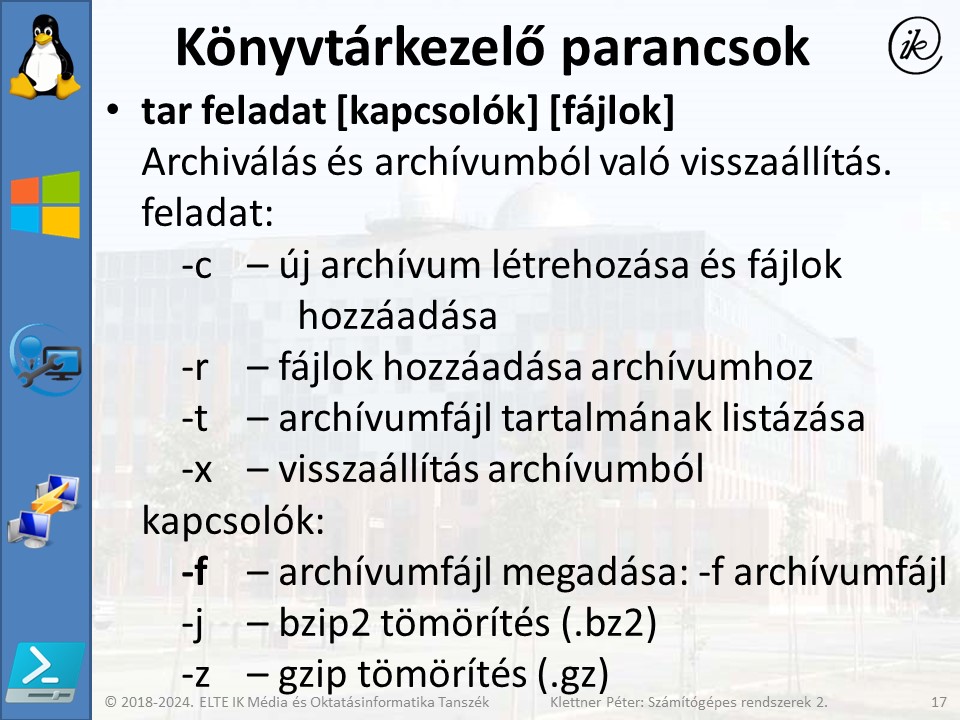 Könyvtárkezelő parancsok
ik
• tar feladat [kapcsolók] [fájlok]
Archiválás és archívumból való visszaállítás.
feladat:
-c – új archívum létrehozása és fájlok
hozzáadása
-r – fájlok hozzáadása archívumhoz
-t – archívumfájl tartalmának listázása
-x – visszaállítás archívumból
kapcsolók:
-f – archívumfájl megadása: -f archívumfájl
-j – bzip2 tömörítés (.bz2)
-z – gzip tömörítés (.gz)
© 2018-2024. ELTE IK Média és Oktatásinformatika Tanszék Klettner Péter: Számítógépes rendszerek 2. 17